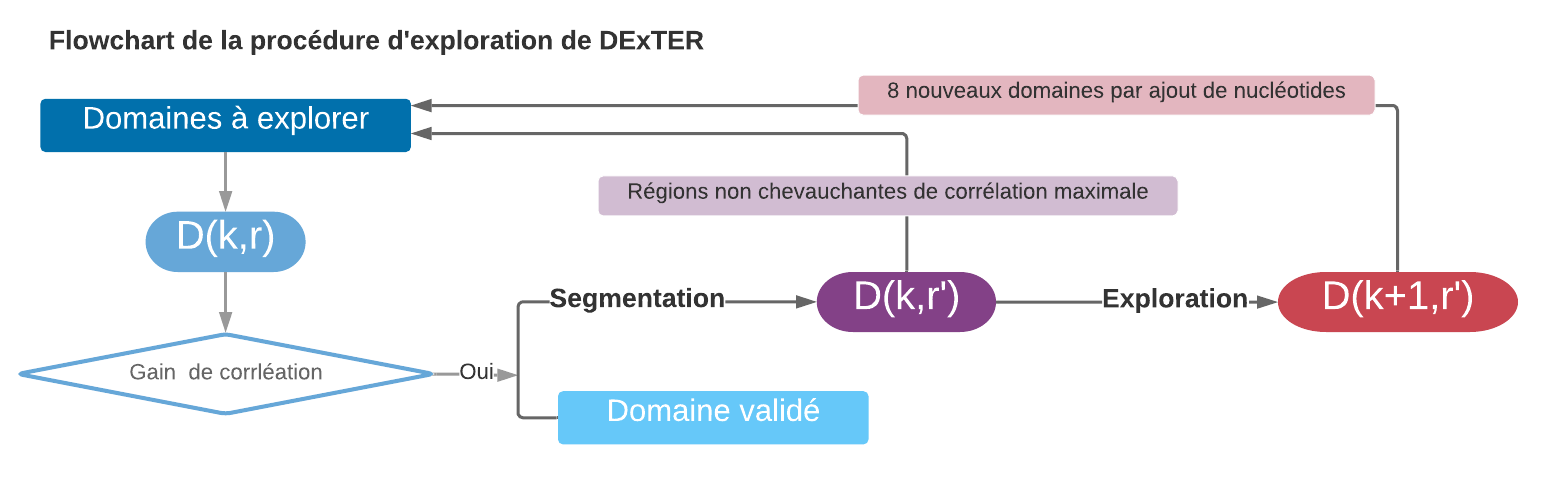 Flowchart de la procédure d'exploration de DExTER
8 nouveaux domaines par ajout de nucléotides
Domaines à explorer
Régions non chevauchantes de corrélation maximale
D(k,r)
Segmentation
D(k,r')
Exploration
D(k+1,r')
Gain  de corrléation
Oui
Domaine validé